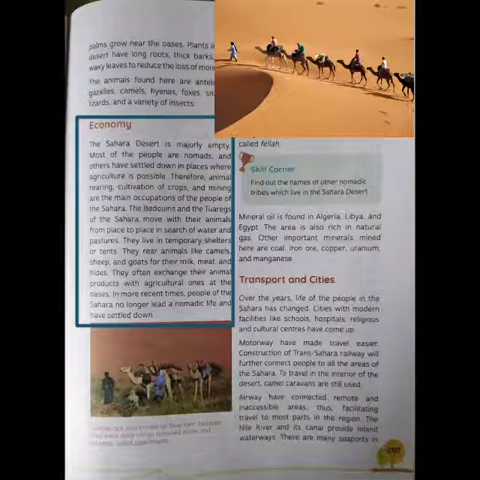 palms grow near the oases. Plants in
desert have long roots, thick barks,
waxy leaves to reduce the loss of mois
The animals found here are antel
gazelles, camels, hyenas, foxes, sn
lizards, and a variety of insects.
Economy
The Sahara Desert is majorly empty.
Most of the people are nomads, and
others have settled down in places where
agriculture is possible. Therefore, animal
rearing, cultivation of crops, and mining
are the main occupations of the people of
the Sahara. The Bedouins and the Tuaregs
of the Sahara move with their animals
from place to place in search of water and
pastures. They live in temporary shelters
or tents. They rear animals like camels,
sheep, and goats for their milk, meat, and
hides. They often exchange their animal
products with agricultural ones at the
oases. In more recent times, people of the
Sahara no longer lead a nomadic life and
have settled down.
called fellah.
Skill Corner
Find out the names of other nomadic
tribes which live in the Sahara Desert
Mineral oil is found in Algeria, Libya, and
Egypt. The area is also rich in natural
gas. Other important minerals mined
here are coal, iron ore, copper, uranium,
and manganese.
Transport and Cities
Over the years, life of the people in the
Sahara has changed. Cities with modern
facilities like schools, hospitals, religious
and cultural centres have come up.
Motorway have made travel easier.
Construction of Trans-Sahara railway will
further connect people to all the areas of
the Sahara. To travel in the interior of the
desert, camel caravans are still used.
Airway have connected remote and
inaccessible areas, thus, facilitating
travel to most parts in the region. The
Nile River and its canal provide inland
waterways. There are many seaports in
207